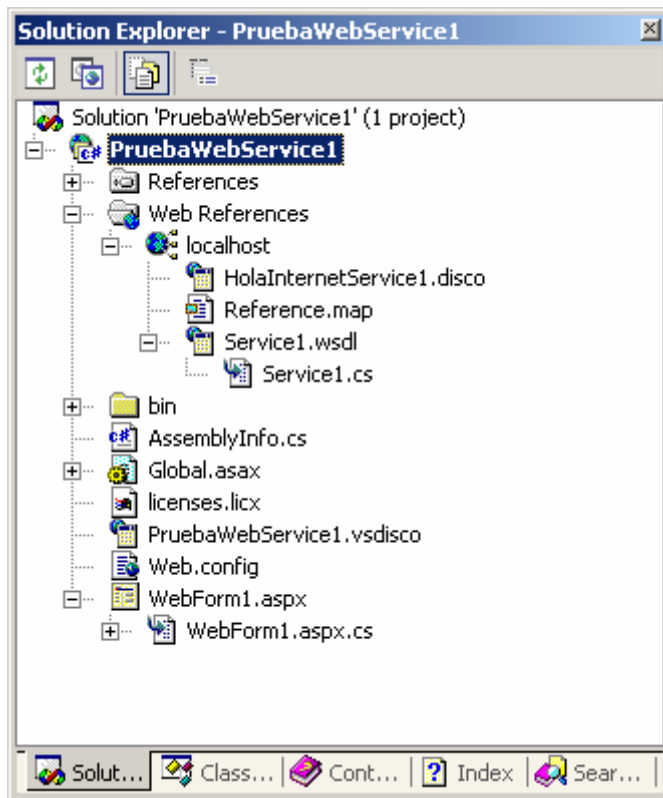 Solution Explorer - PruebaWebService1
Solution 'PruebaWebService1' (1 project)
PruebaWebService1
References
Web References
localhost
HolaInternetService1.disco
Reference.map
Service1.wsdl
Service1.cs
bin
AssemblyInfo.cs
Global.asax
licenses.licx
PruebaWebService1.vsdisco
Web.config
WebForm1.aspx
WebForm1.aspx.cs
Solut... Class... Cont... Index Sear...